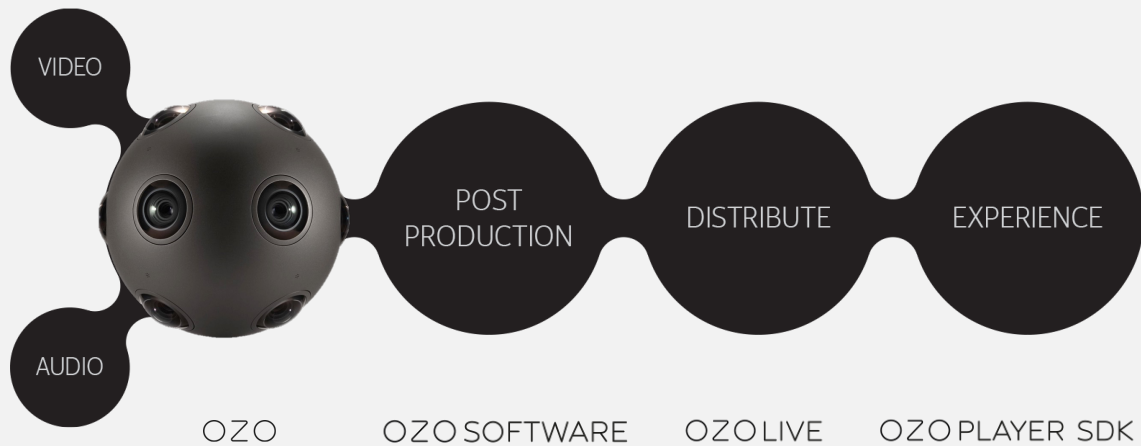 VIDEO
POST
PRODUCTION
DISTRIBUTE
EXPERIENCE
AUDIO
OZO
OZO SOFTWARE
OZO LIVE
OZO PLAYER SDK